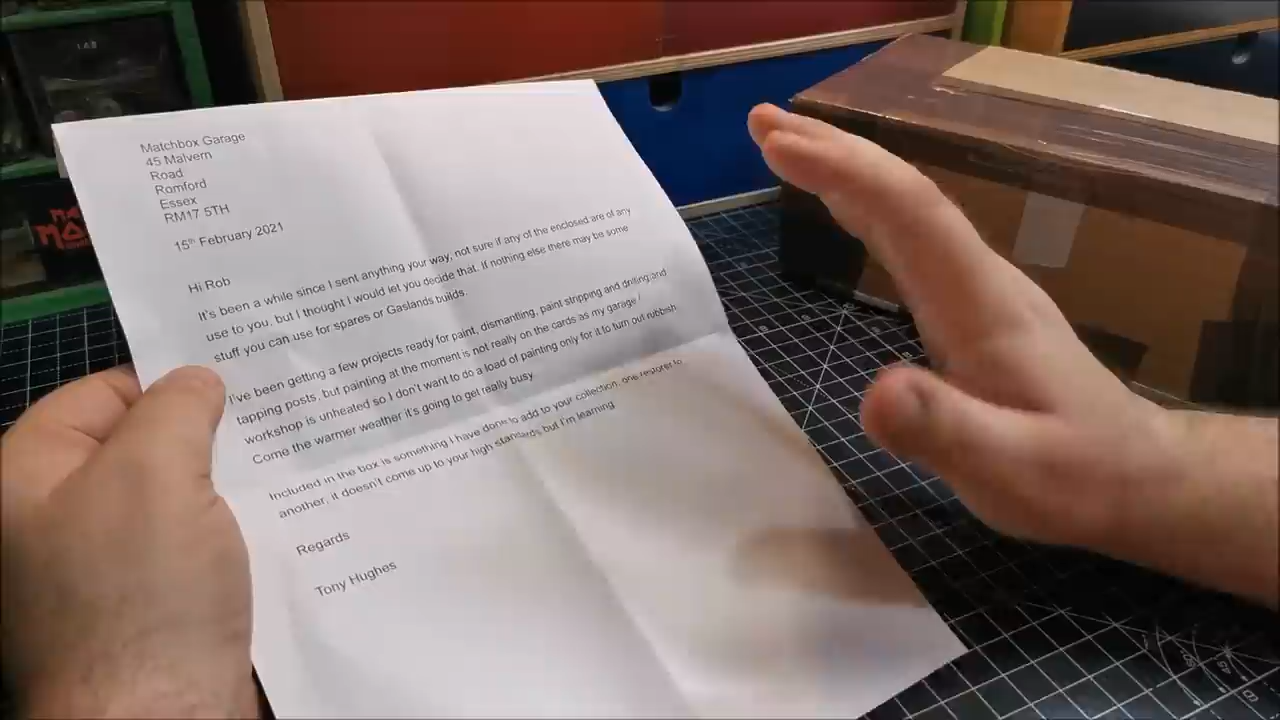 Matchbox Garage
45 Malvern
Road
Romford
Essex
RM17 5TH
15th February 2021
Hi Rob
It's been a while since I sent anything your way, not sure if any of the enclosed are of any
use to you, but I thought I would let you decide that. If nothing else there may be some
stuff you can use for spares or Gaslands builds.
I've been getting a few projects ready for paint, dismantling, paint stripping and drilling and
tapping posts, but painting at the moment is not really on the cards as my garage /
workshop is unheated so I don't want to do a load of painting only for it to turn out rubbish
Come the warmer weather it's going to get really busy
Included in the box is something I have done to add to your collection, one restorer to
another, it doesn't come up to your high standards but I'm learning.
Regards
Tony Hughes
LAB